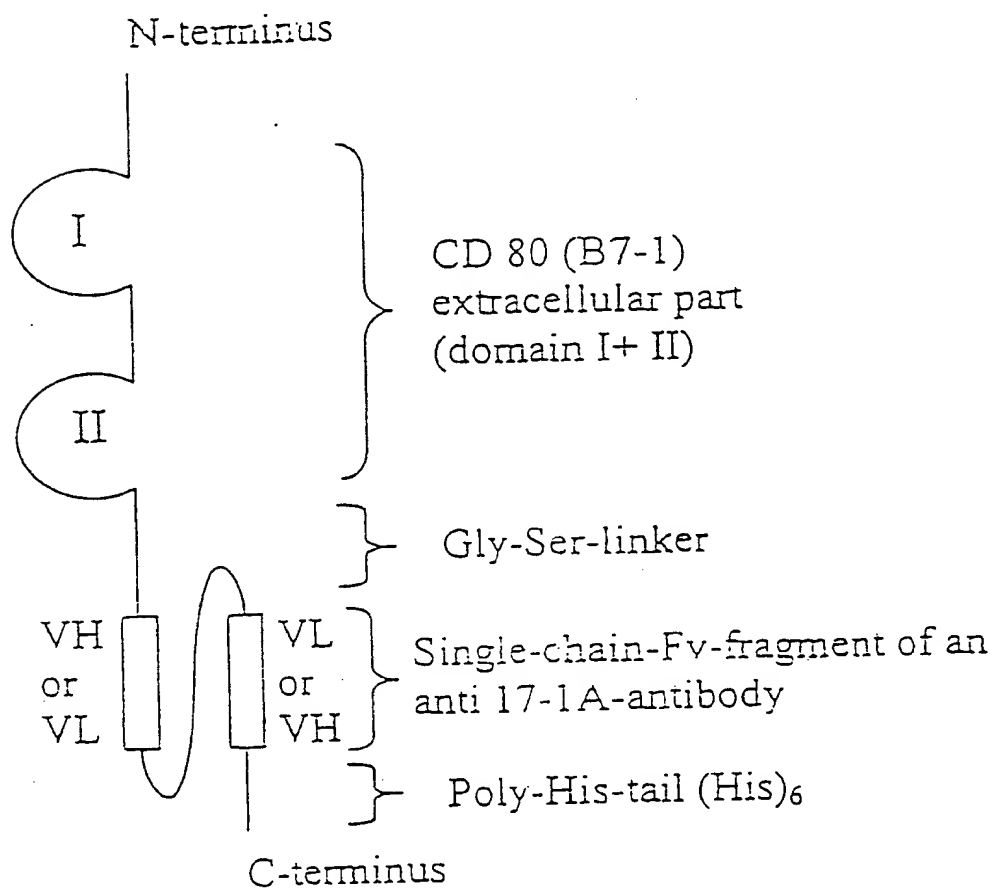 N-terminus
I
CD 80 (B7-1)
extracellular part
(domain I+ II)
II
Gly-Ser-linker
VH
or
VL
VL
or
VH
Single-chain-Fv-fragment of an
anti 17-1A-antibody
Poly-His-tail (His)6
C-terminus